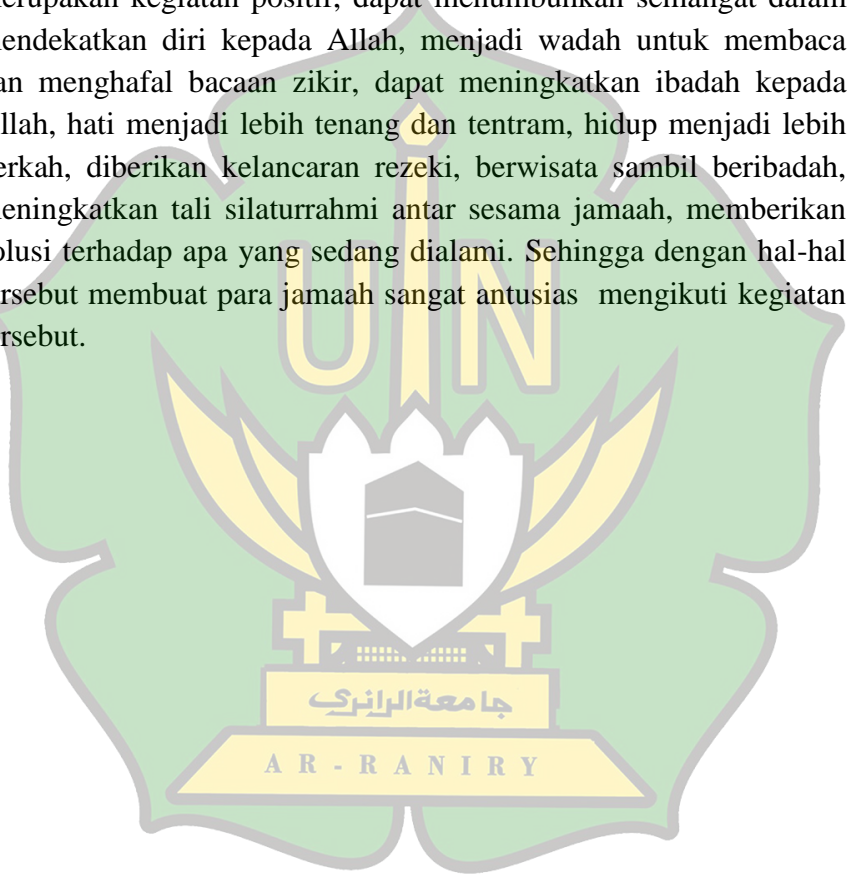 erupakan kegiatan positif, dapat menumbuhkan semangat dalam
endekatkan diri kepada Allah, menjadi wadah untuk membaca
an menghafal bacaan zikir, dapat meningkatkan ibadah kepada
llah, hati menjadi lebih tenang dan tentram, hidup menjadi lebih
erkah, diberikan kelancaran rezeki, berwisata sambil beribadah,
eningkatkan tali silaturrahmi antar sesama jamaah, memberikan
olusi terhadap apa yang sedang dialami. Sehingga dengan hal-hal
ersebut membuat para jamaah sangat antusias mengikuti kegiatan
ersebut.
UIN
جامعة الرانري
AR-RANIRY